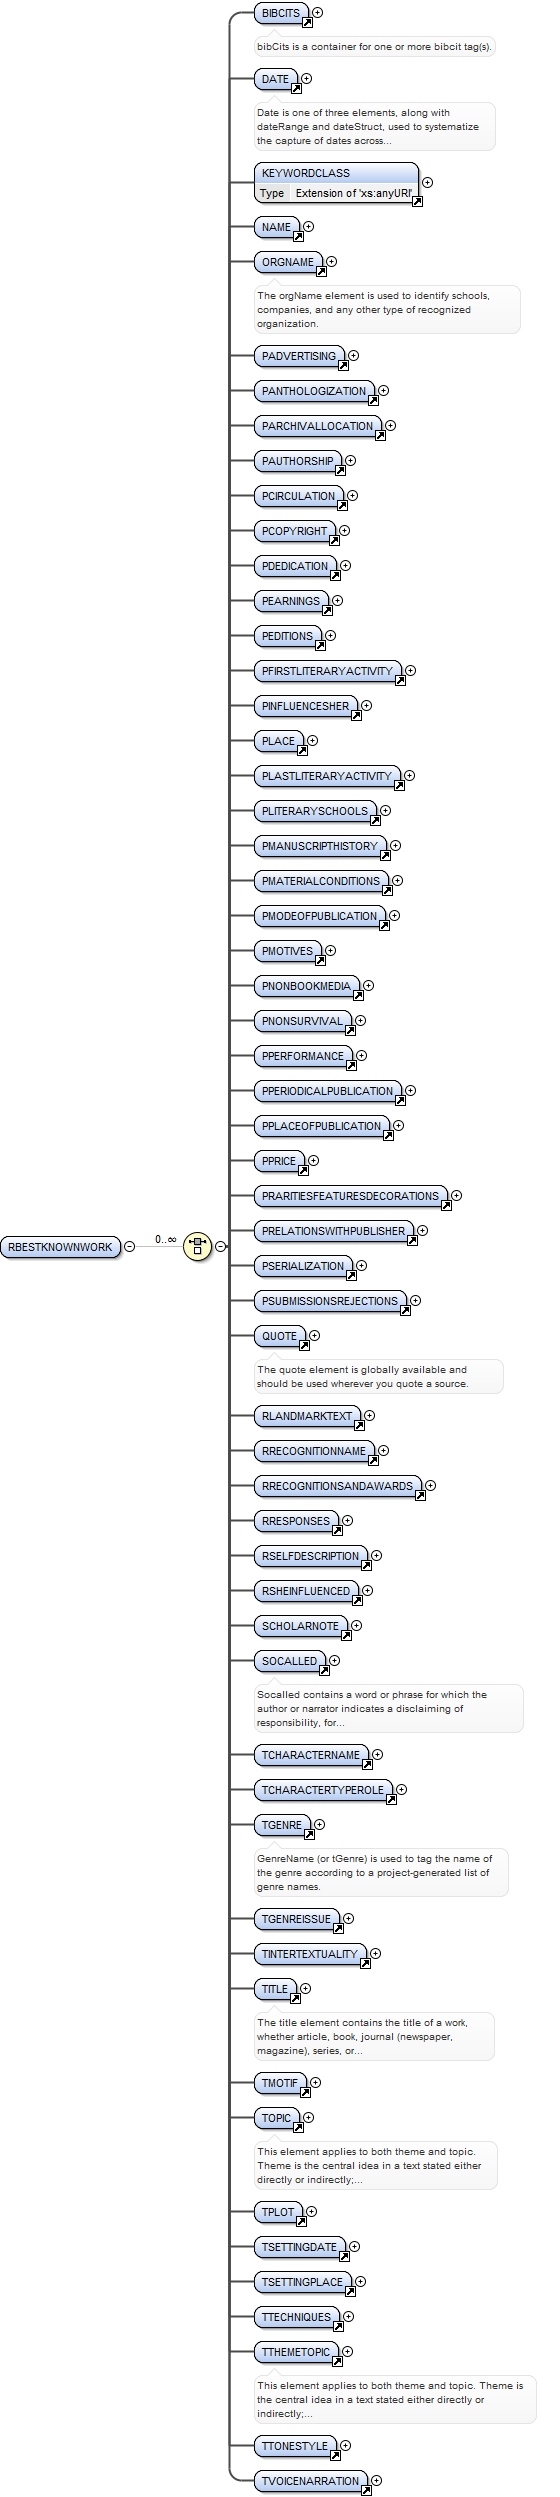 BIBCITS
bibCits is a container for one or more bibcit tag(s).
DATE
Date is one of three elements, along with
dateRange and dateStruct, used to systematize
the capture of dates across...
KEYWORDCLASS
Type Extension of 'xs:anyURI'
NAME
ORGNAME
The orgName element is used to identify schools,
companies, and any other type of recognized
organization.
PADVERTISING
PANTHOLOGIZATION
PARCHIVALLOCATION
PAUTHORSHIP
PCIRCULATION
PCOPYRIGHT
PDEDICATION
PEARNINGS
PEDITIONS
PFIRSTLITERARYACTIVITY
PINFLUENCESHER
PLACE
PLASTLITERARYACTIVITY
PLITERARYSCHOOLS
PMANUSCRIPTHISTORY
PMATERIALCONDITIONS
PMODEOFPUBLICATION
PMOTIVES
PNONBOOKMEDIA
PNONSURVIVAL
PPERFORMANCE
PPERIODICALPUBLICATION
PPLACEOFPUBLICATION
PPRICE
PRARITIESFEATURESDECORATIONS
PRELATIONSWITHPUBLISHER
RBESTKNOWNWORK 0..∞
PSERIALIZATION
PSUBMISSIONSREJECTIONS
QUOTE
The quote element is globally available and
should be used wherever you quote a source.
RLANDMARKTEXT
RRECOGNITIONNAME
RRECOGNITIONSANDAWARDS
RRESPONSES
RSELFDESCRIPTION
RSHEINFLUENCED
SCHOLARNOTE
SOCALLED
Socalled contains a word or phrase for which the
author or narrator indicates a disclaiming of
responsibility, for...
TCHARACTERNAME
TCHARACTERTYPEROLE
TGENRE
GenreName (or tGenre) is used to tag the name of
the genre according to a project-generated list of
genre names.
TGENREISSUE
TINTERTEXTUALITY
TITLE
The title element contains the title of a work,
whether article, book, journal (newspaper,
magazine), series, or...
TMOTIF
TOPIC
This element applies to both theme and topic.
Theme is the central idea in a text stated either
directly or indirectly;...
TPLOT
TSETTINGDATE
TSETTINGPLACE
TTECHNIQUES
TTHEMETOPIC
This element applies to both theme and topic. Theme is
the central idea in a text stated either directly or
indirectly;...
TTONESTYLE
TVOICENARRATION